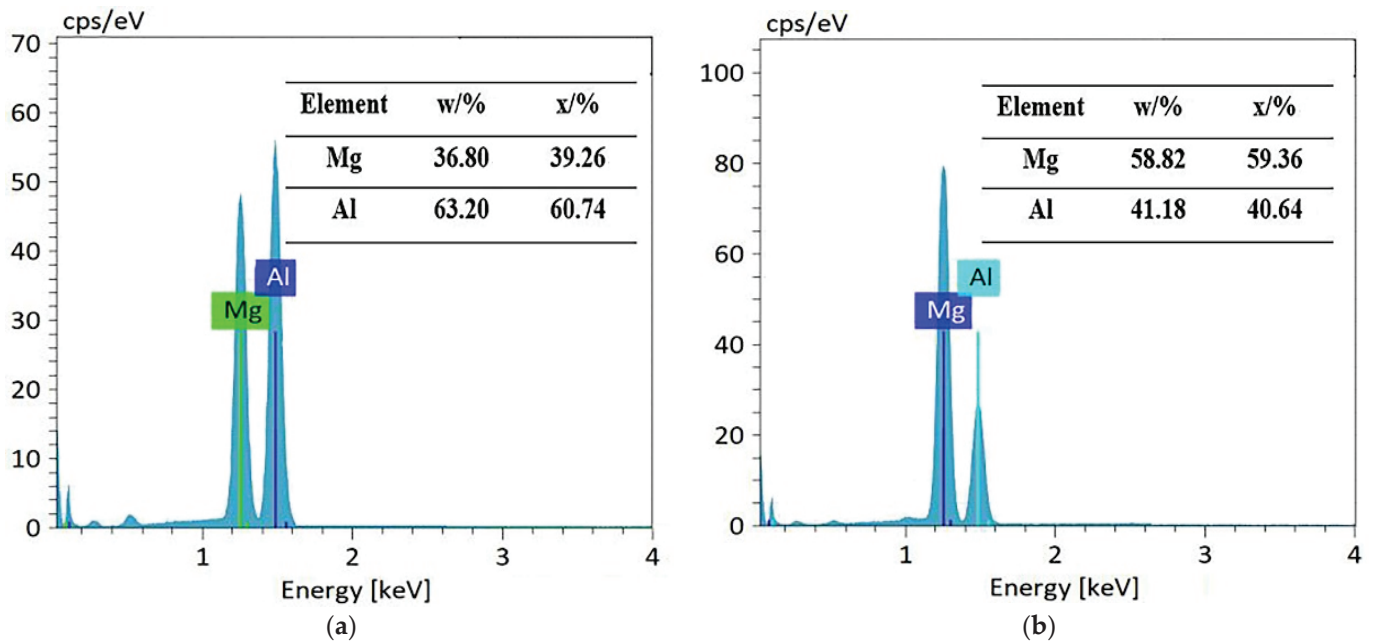 cps/eV
70
60
50
40
30
20
10
0
Element w/% x/%
Mg 36.80 39.26
Al 63.20 60.74
Al
Mg
1 2 3 4
Energy [keV]
(a)
cps/eV
100
80
60
40
20
0
Element w/% x/%
Mg 58.82 59.36
Al 41.18 40.64
Al
Mg
1 2 3 4
Energy [keV]
(b)